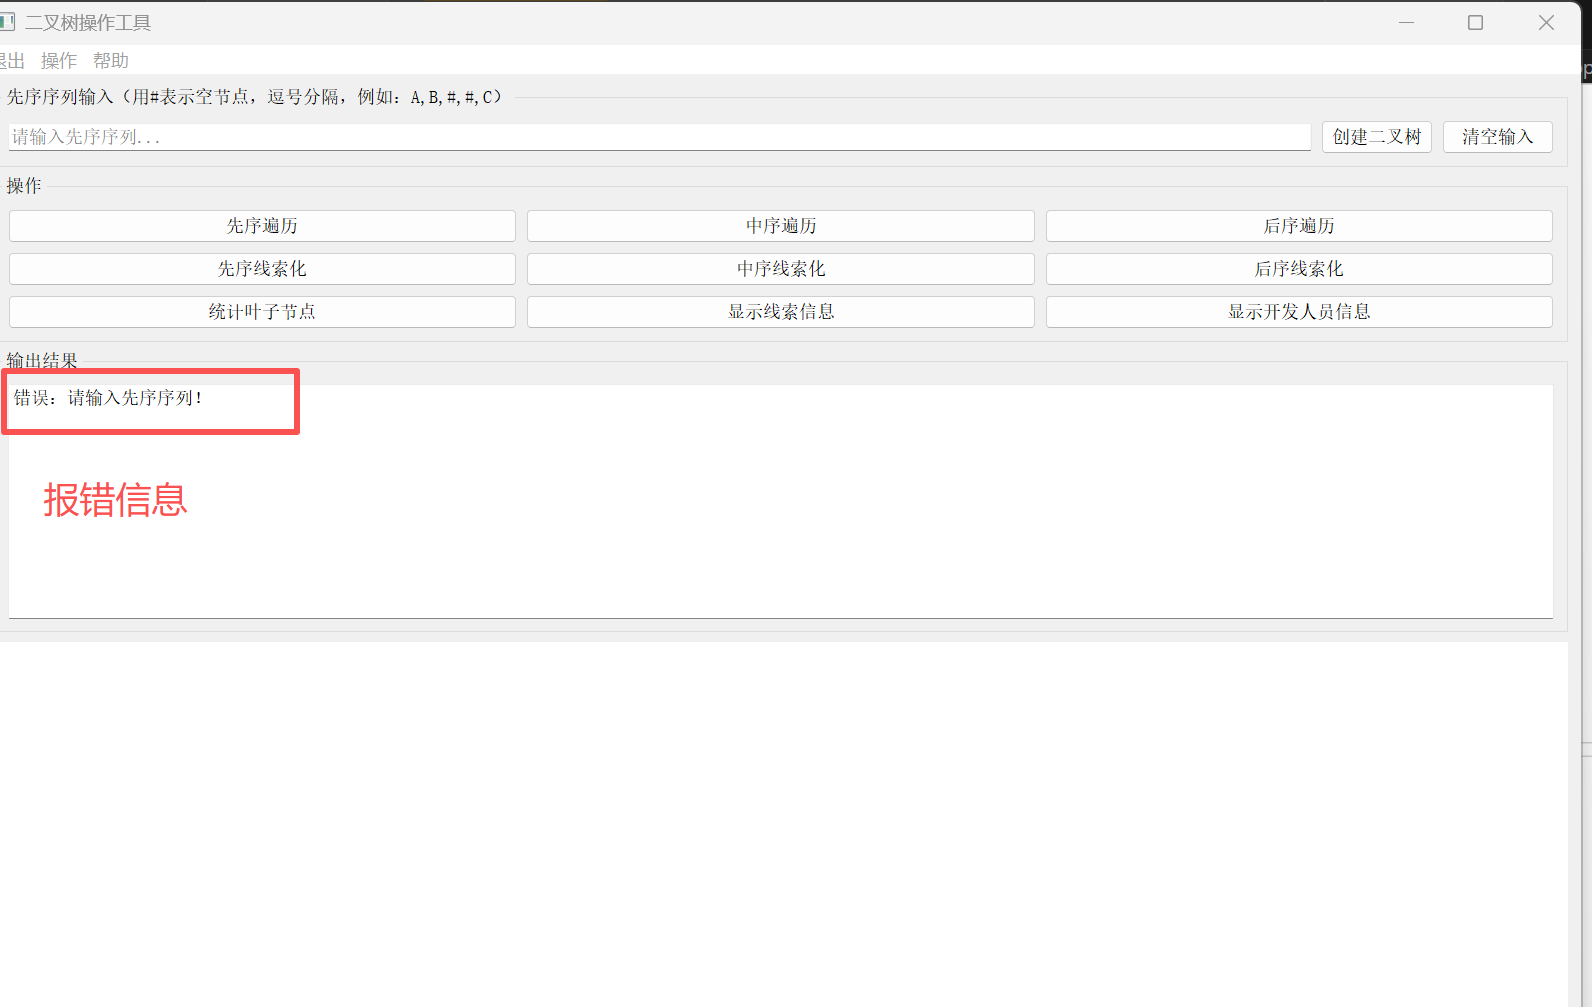 二叉树操作工具
退出 操作 帮助
先序序列输入（用#表示空节点，逗号分隔，例如：A,B,#,#,C）
请输入先序序列... 创建二叉树 清空输入
操作
先序遍历 中序遍历 后序遍历
先序线索化 中序线索化 后序线索化
统计叶子节点 显示线索信息 显示开发人员信息
输出结果
错误：请输入先序序列！
报错信息